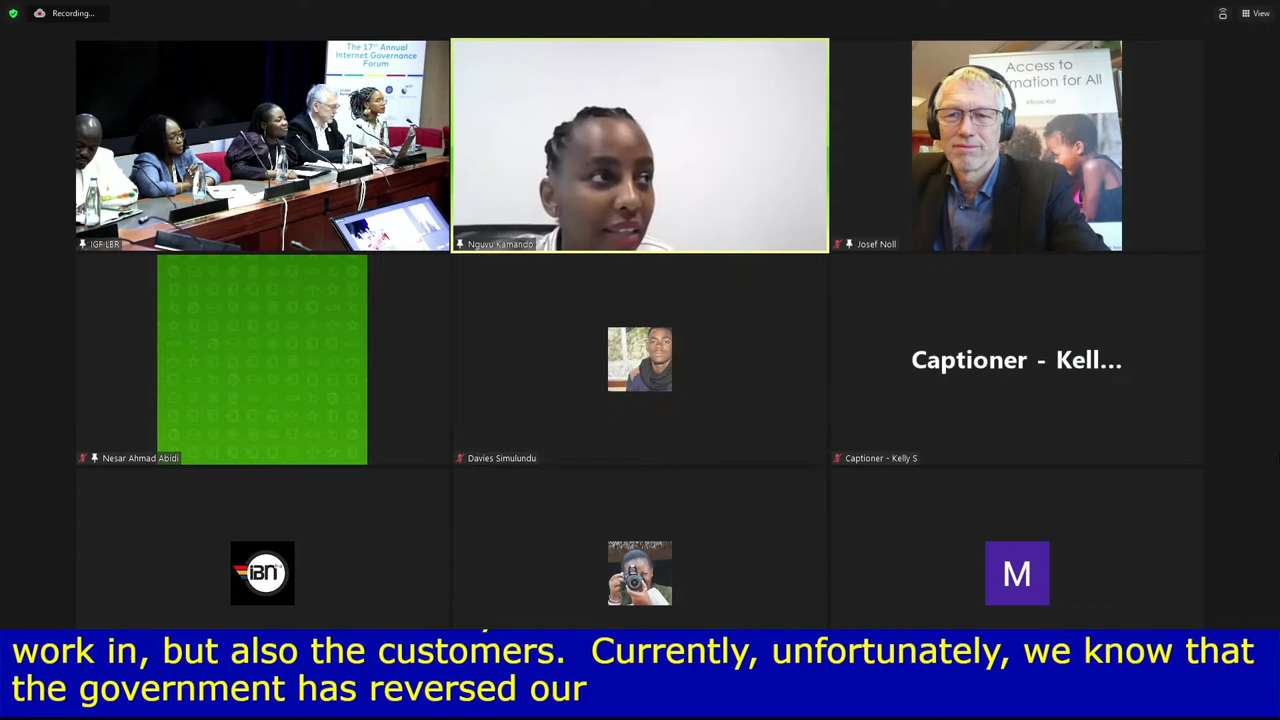 Recording...
View
The 17th Annual
Internet Governance
Forum
IGF LBR
Nguvu Kamando
Access to
formation for All
#BasicAid
Josef Noll
Nesar Ahmad Abidi
Davies Simulundu
Captioner - Kell...
Captioner - Kelly S
iBN
M
work in, but also the customers. Currently, unfortunately, we know that
the government has reversed our